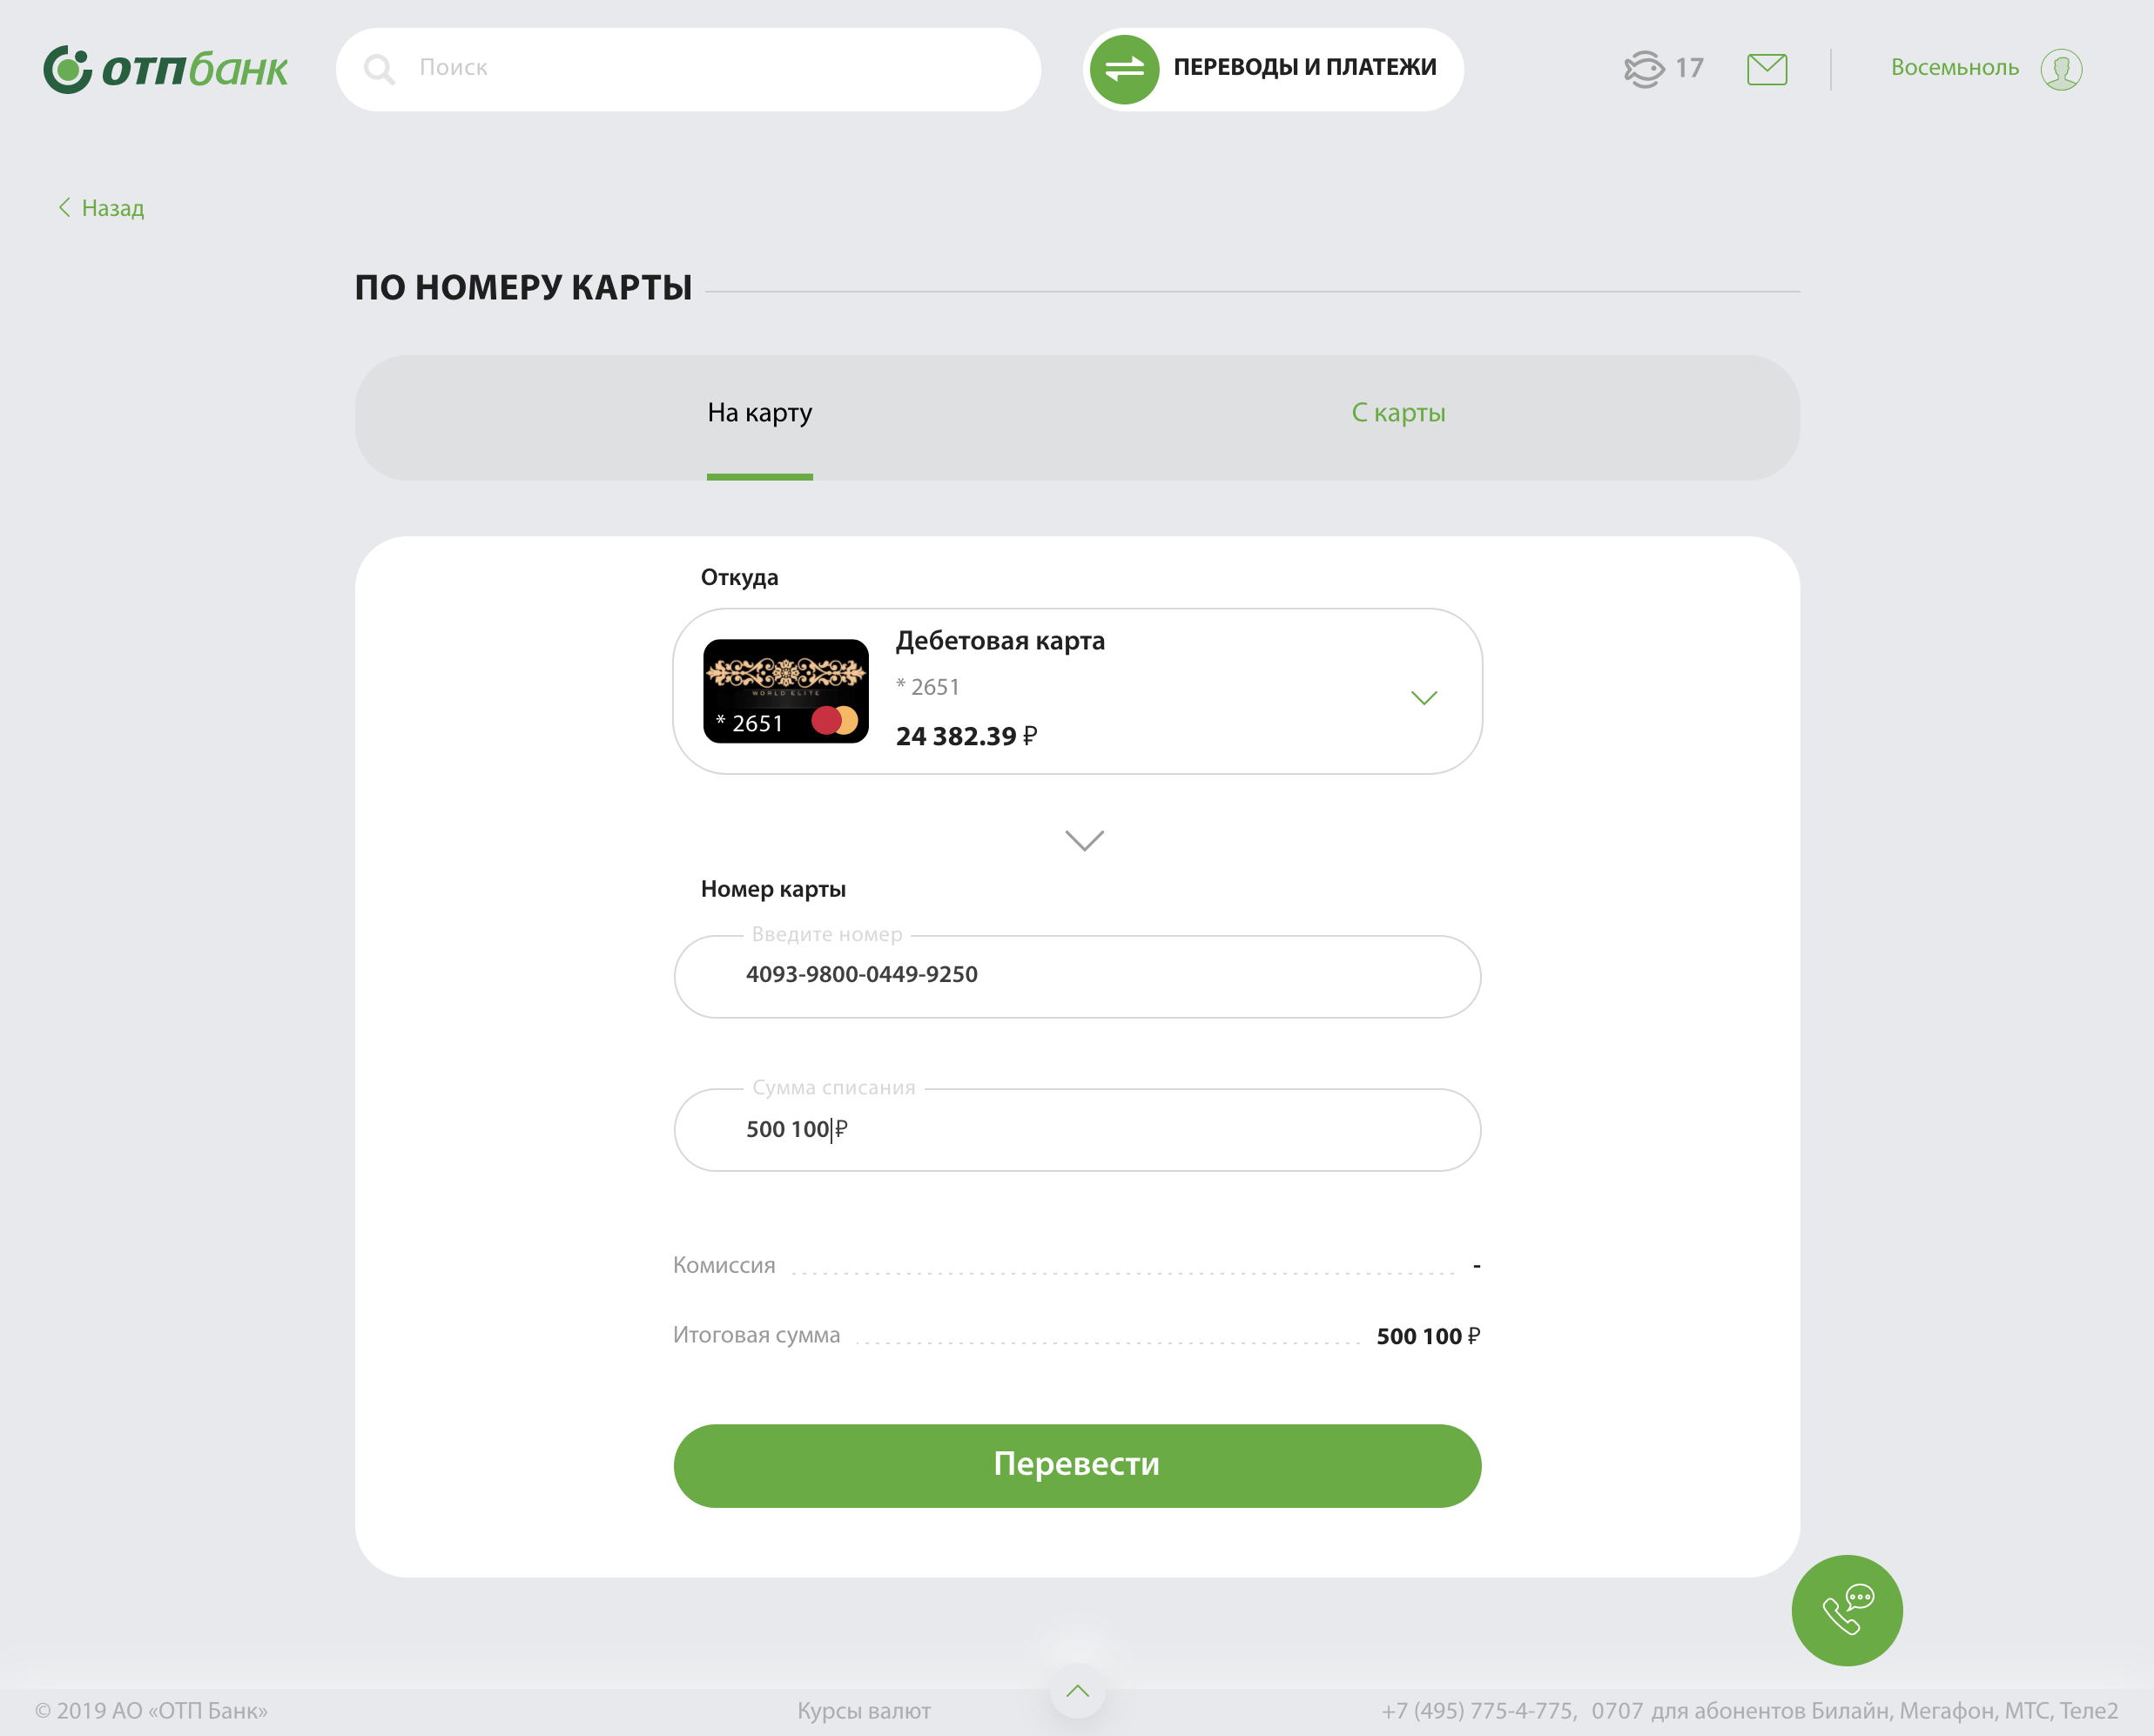 ОТПбанк
Поиск
ПЕРЕВОДЫ И ПЛАТЕЖИ
17
Восемьноль
Назад
ПО НОМЕРУ КАРТЫ
На карту
С карты
Откуда
Дебетовая карта
* 2651
24 382.39 ₽
WORLD ELITE
* 2651
Номер карты
Введите номер
4093-9800-0449-9250
Сумма списания
500 100 ₽
Комиссия -
Итоговая сумма 500 100 ₽
Перевести
© 2019 АО «ОТП Банк»
Курсы валют
+7 (495) 775-4-775, 0707 для абонентов Билайн, Мегафон, МТС, Теле2